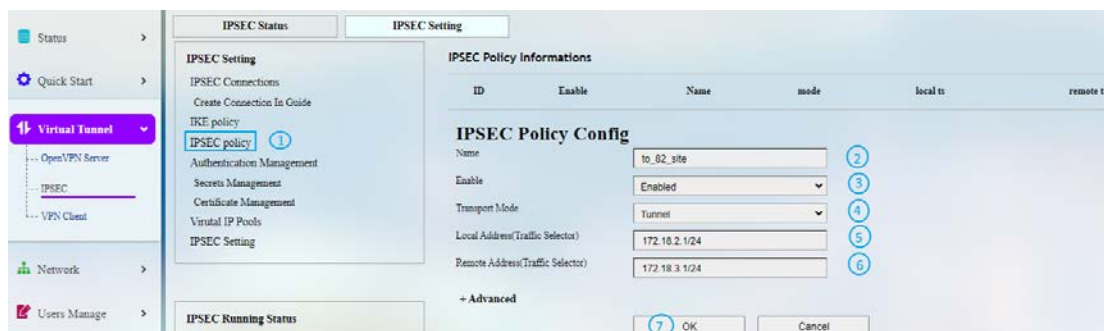 IPSEC Status
IPSEC Setting
Status
Quick Start
Virtual Tunnel
OpenVPN Server
IPSEC
VPN Client
Network
Users Manage
IPSEC Setting
IPSEC Connections
Create Connection In Guide
IKE policy
IPSEC policy 1
Authentication Management
Secrets Management
Certificate Management
Virutal IP Pools
IPSEC Setting
IPSEC Running Status
IPSEC Policy Informations
ID Enable Name mode local ts remote t
IPSEC Policy Config
Name to_82_site 2
Enable Enabled 3
Transport Mode Tunnel 4
Local Address(Traffic Selector) 172.18.2.1/24 5
Remote Address(Traffic Selector) 172.18.3.1/24 6
+ Advanced
7 OK Cancel